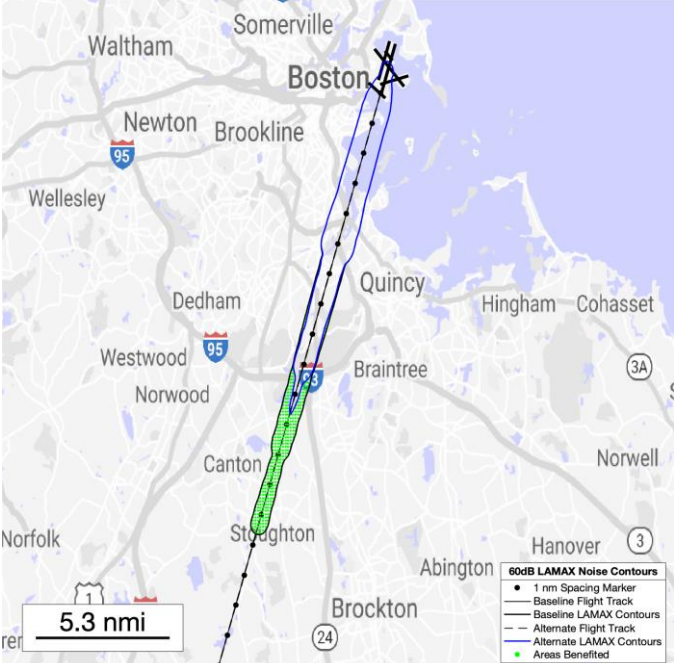 Somerville
Waltham
Boston
Newton
Brookline
95
Wellesley
Quincy
Dedham
Hingham
Cohasset
95
Westwood
Braintree
3A
93
Norwood
Canton
Norwell
Stoughton
Norfolk
Hanover
3
Abington
1
Brockton
24
5.3 nmi
60dB LAMAX Noise Contours
1 nm Spacing Marker
Baseline Flight Track
Baseline LAMAX Contours
Alternate Flight Track
Alternate LAMAX Contours
Areas Benefited